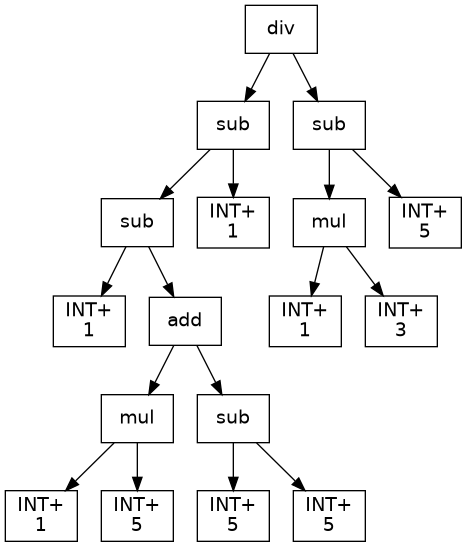 div
sub
sub
sub
INT+
1
mul
INT+
5
INT+
1
add
INT+
1
INT+
3
mul
sub
INT+
1
INT+
5
INT+
5
INT+
5